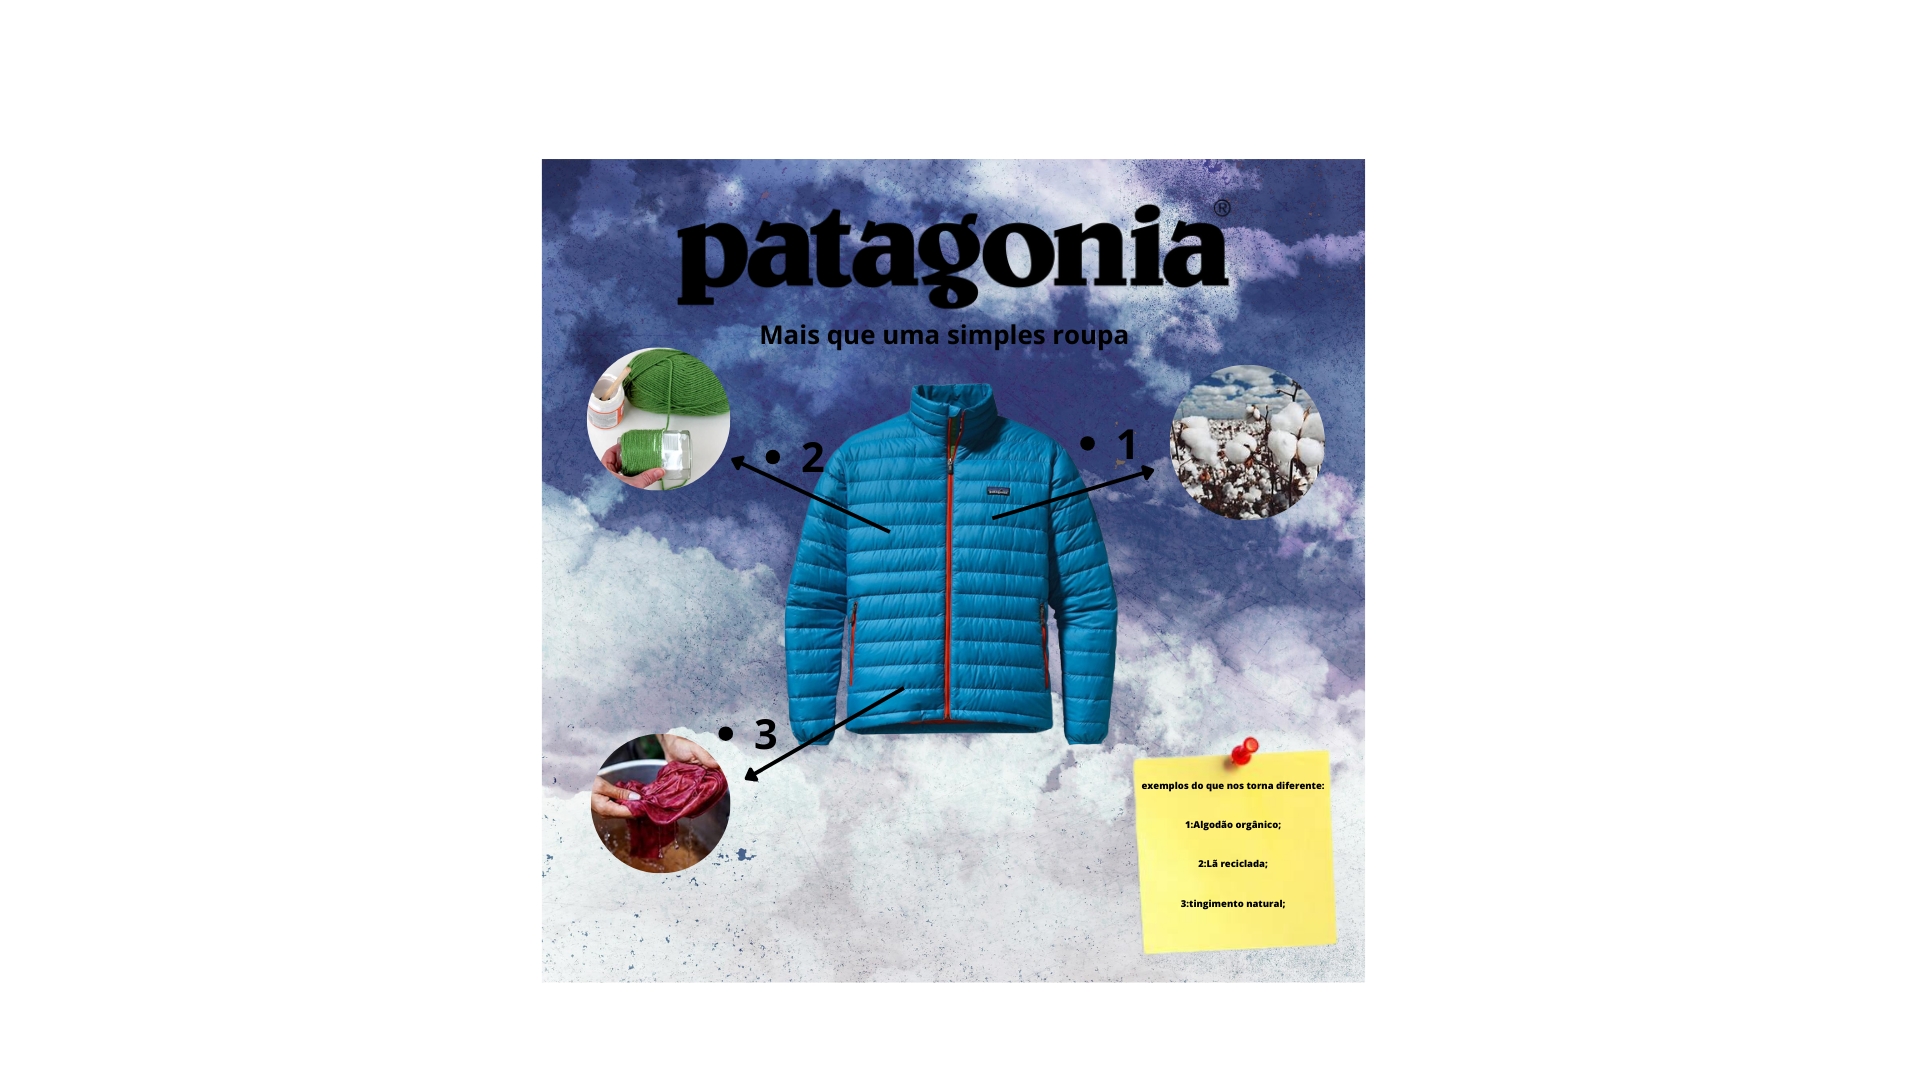 patagonia®
Mais que uma simples roupa
• 1
• 2
• 3
exemplos do que nos torna diferente:
1:Algodão orgânico;
2:Lã reciclada;
3:tingimento natural;